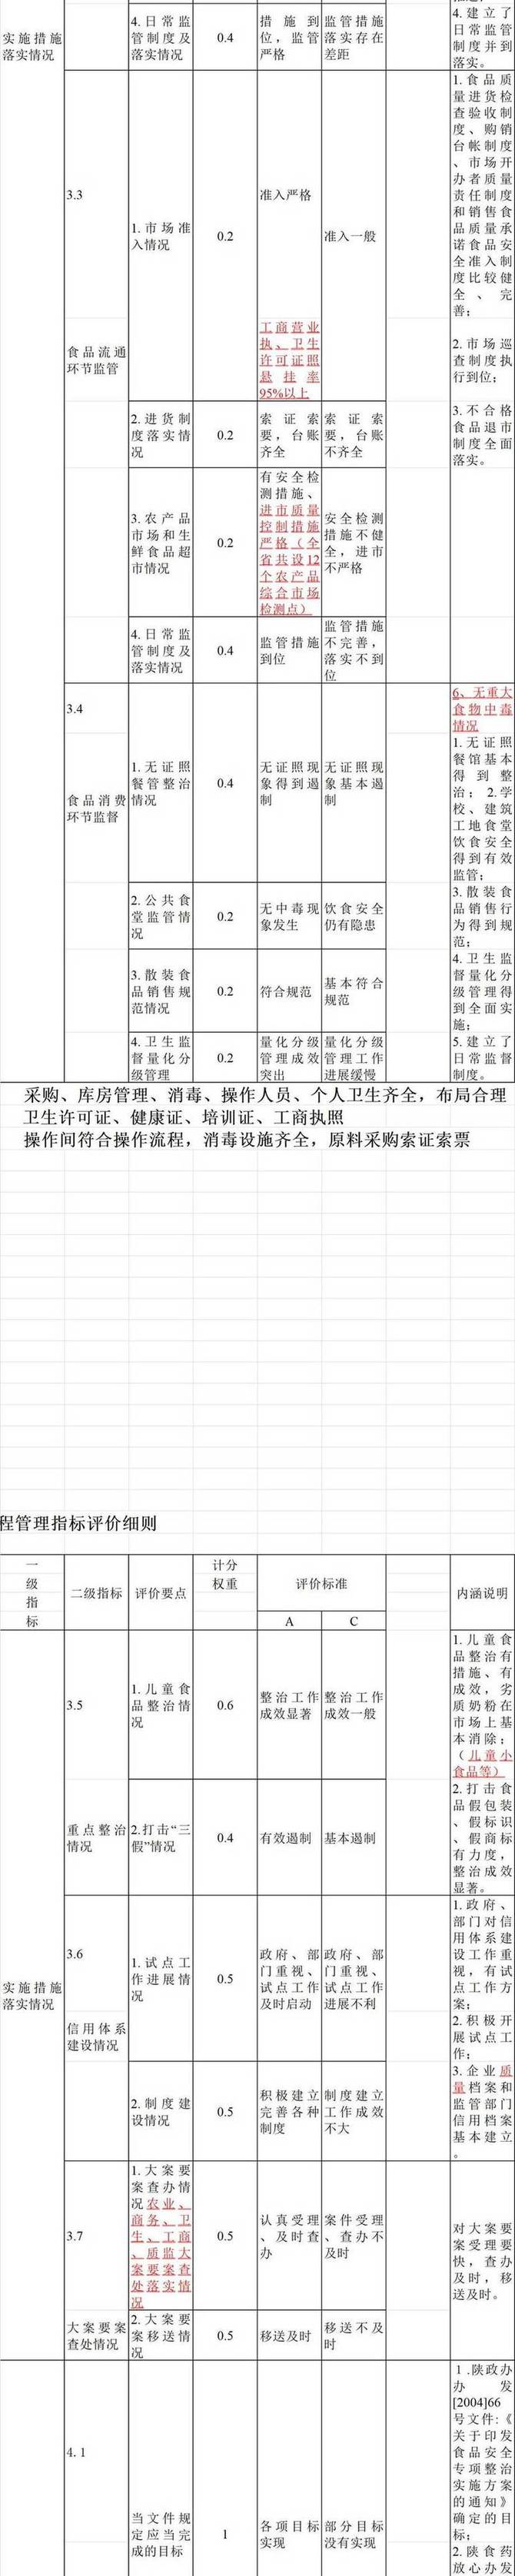 实施措施
落实情况
4.日常监
管制度及
落实情况
0.4
措施到
位，监管
严格
监管措施
落实存在
差距
4.建立了
日常监管
制度并到
落实。
3.3
食品流通
环节监管
1.市场准
入情况
0.2
准入严格
工商营业
执、卫生
许可证照
悬挂率
95%以上
准入一般
1.食品质
量进货检
查验收制
度、购销
台帐制度
、市场开
办者质量
责任制度
和销售食
品质量承
诺食品安
全准入制
度比较健
全、完
善；
2.市场巡
查制度执
行到位；
3.不合格
食品退市
制度全面
落实。
2.进货制
度落实情
况
0.2
索证索
要，台账
齐全
索证索
要，台账
不齐全
3.农产品
市场和生
鲜食品超
市情况
0.2
有安全检
测措施、
进市质量
控制措施
严格（全
省共设12
个农产品
综合市场
检测点）
安全检测
措施不健
全，进市
不严格
4.日常监
管制度及
落实情况
0.4
监管措施
到位
监管措施
不完善，
落实不到
位
3.4
食品消费
环节监督
1.无证照
餐管整治
情况
0.4
无证照现
象得到遏
制
无证照现
象基本遏
制
6、无重大
食物中毒
情况
1.无证照
餐馆基本
得到整
治；2.学
校、建筑
工地食堂
饮食安全
得到有效
监管；
3.散装食
品销售行
为得到规
范；
4.卫生监
督量化分
级管理得
到全面实
施；
5.建立了
日常监督
制度。
2.公共食
堂监管情
况
0.2
无中毒现
象发生
饮食安全
仍有隐患
3.散装食
品销售规
范情况
0.2
符合规范
基本符合
规范
4.卫生监
督量化分
级管理
0.2
量化分级
管理成效
突出
量化分级
管理工作
进展缓慢
采购、库房管理、消毒、操作人员、个人卫生齐全，布局合理
卫生许可证、健康证、培训证、工商执照
操作间符合操作流程，消毒设施齐全，原料采购索证索票
程管理指标评价细则
一
级
指
标
二级指标
评价要点
计分
权重
评价标准
A
C
内涵说明
实施措施
落实情况
3.5
重点整治
情况
1.儿童食
品整治情
况
0.6
整治工作
成效显著
整治工作
成效一般
1.儿童食
品整治有
措施、有
成效，劣
质奶粉在
市场上基
本消除；
（儿童小
食品等）
2.打击食
品假包装
、假标识
、假商标
有力度，
整治成效
显著。
2.打击“三
假”情况
0.4
有效遏制
基本遏制
3.6
信用体系
建设情况
1.试点工
作进展情
况
0.5
政府、部
门重视、
试点工作
及时启动
政府、部
门重视、
试点工作
进展不利
1.政府、
部门对信
用体系建
设工作重
视，有试
点工作方
案；
2.积极开
展试点工
作；
3.企业质
量档案和
监管部门
信用档案
基本建立
。
2.制度建
设情况
0.5
积极建立
完善各种
制度
制度建立
工作成效
不大
3.7
大案要案
查处情况
1.大案要
案查办情
况农业、
商务、卫
生、工商
、质监大
案要案查
处落实情
况
0.5
认真受理
、及时查
办
案件受理
、查办不
及时
对大案要
案受理要
快，查办
及时，移
送及时。
2.大案要
案移送情
况
0.5
移送及时
移送不及
时
4.1
当文件规
定应当完
成的目标
1
各项目标
实现
部分目标
没有实现
1.陕政办
办发
[2004]66
号文件:《
关于印发
食品安全
专项整治
实施方案
的通知》
确定的目
标；
2.陕食药
放心办发